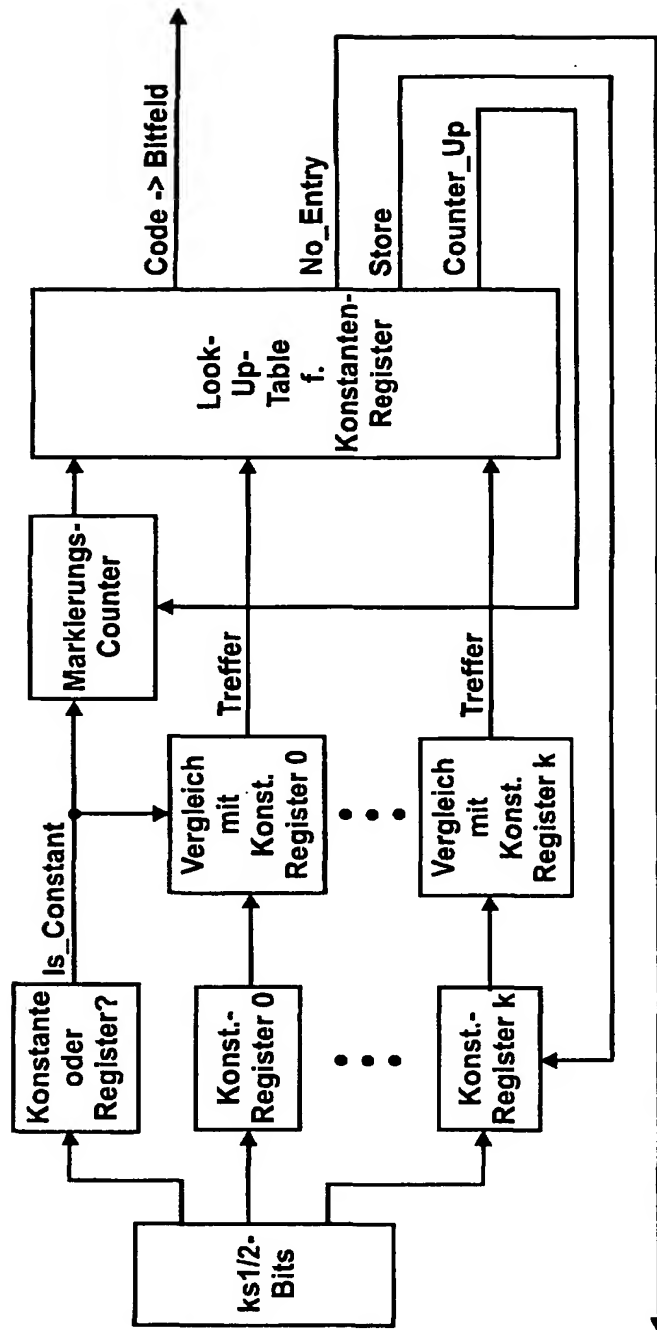 ks1/2-
Bits
Konstante
oder
Register?
Is_Constant
Konst.-
Register 0
Konst.-
Register k
Vergleich
mit
Konst.
Register 0
Vergleich
mit
Konst.
Register k
Markierungs-
Counter
Treffer
Treffer
Look-
Up-
Table
f.
Konstanten-
Register
Code -> Bitfeld
No_Entry
Store
Counter_Up